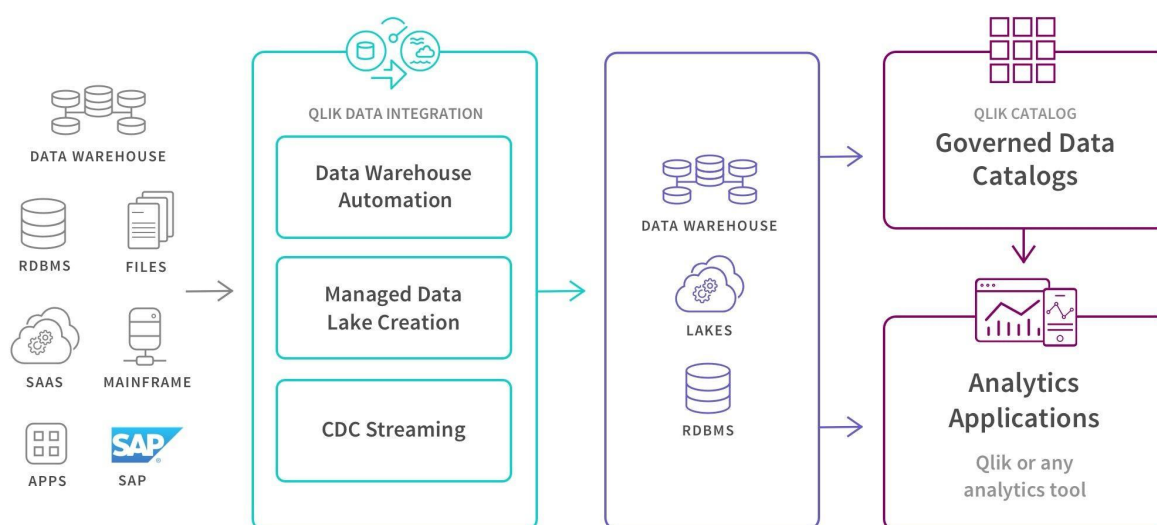 DATA WAREHOUSE
RDBMS
FILES
SAAS
MAINFRAME
APPS
SAP
SAP
QLIK DATA INTEGRATION
Data Warehouse
Automation
Managed Data
Lake Creation
CDC Streaming
DATA WAREHOUSE
LAKES
RDBMS
QLIK CATALOG
Governed Data
Catalogs
Analytics
Applications
Qlik or any
analytics tool